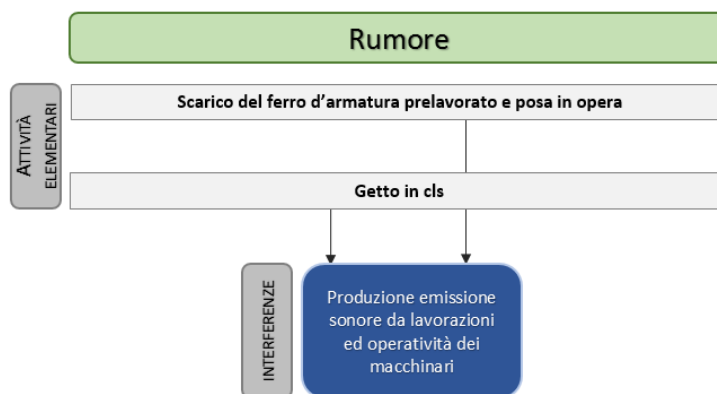 Rumore
ATTIVITÀ
ELEMENTARI
Scarico del ferro d'armatura prelavorato e posa in opera
Getto in cls
INTERFERENZE
Produzione emissione
sonore da lavorazioni
ed operatività dei
macchinari